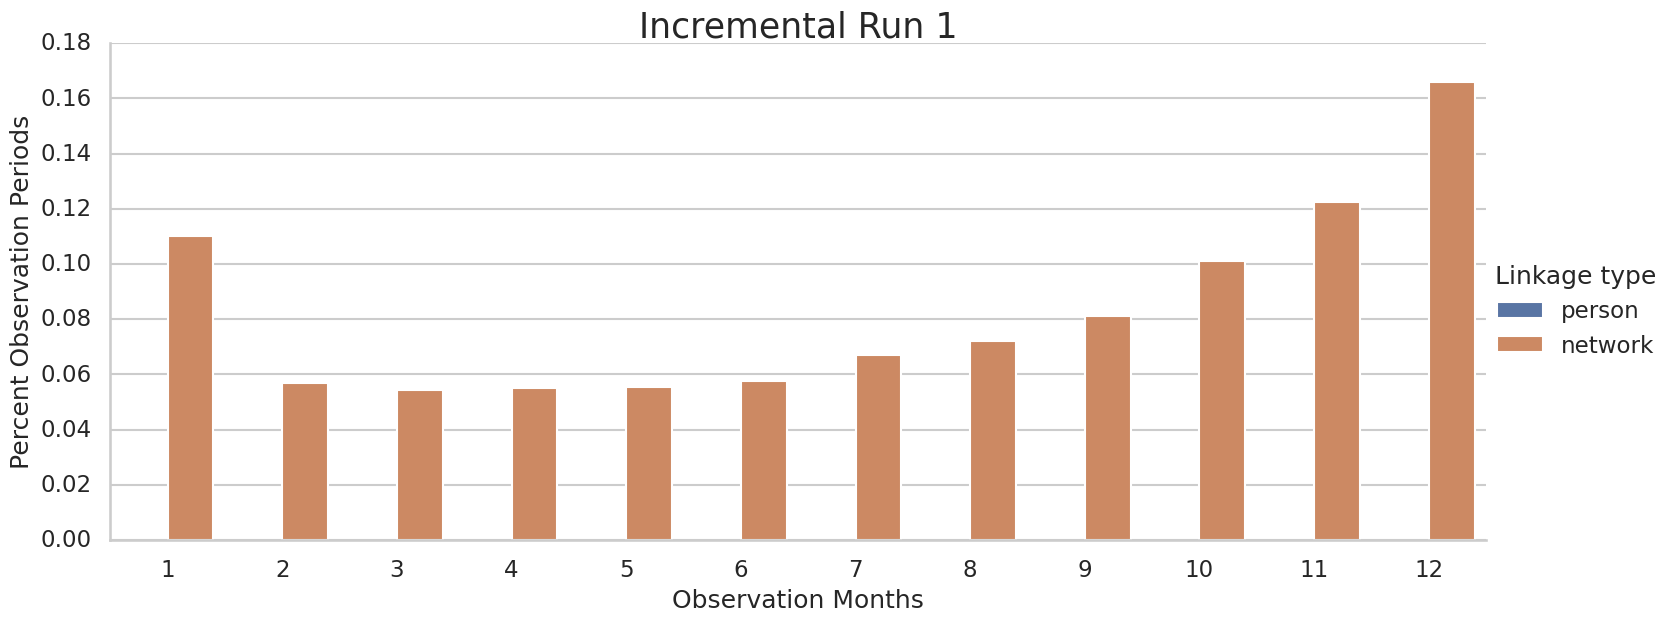 Incremental Run 1
Percent Observation Periods
0.18
0.16
0.14
0.12
0.10
0.08
0.06
0.04
0.02
0.00
1 2 3 4 5 6 7 8 9 10 11 12
Observation Months
Linkage type
person
network